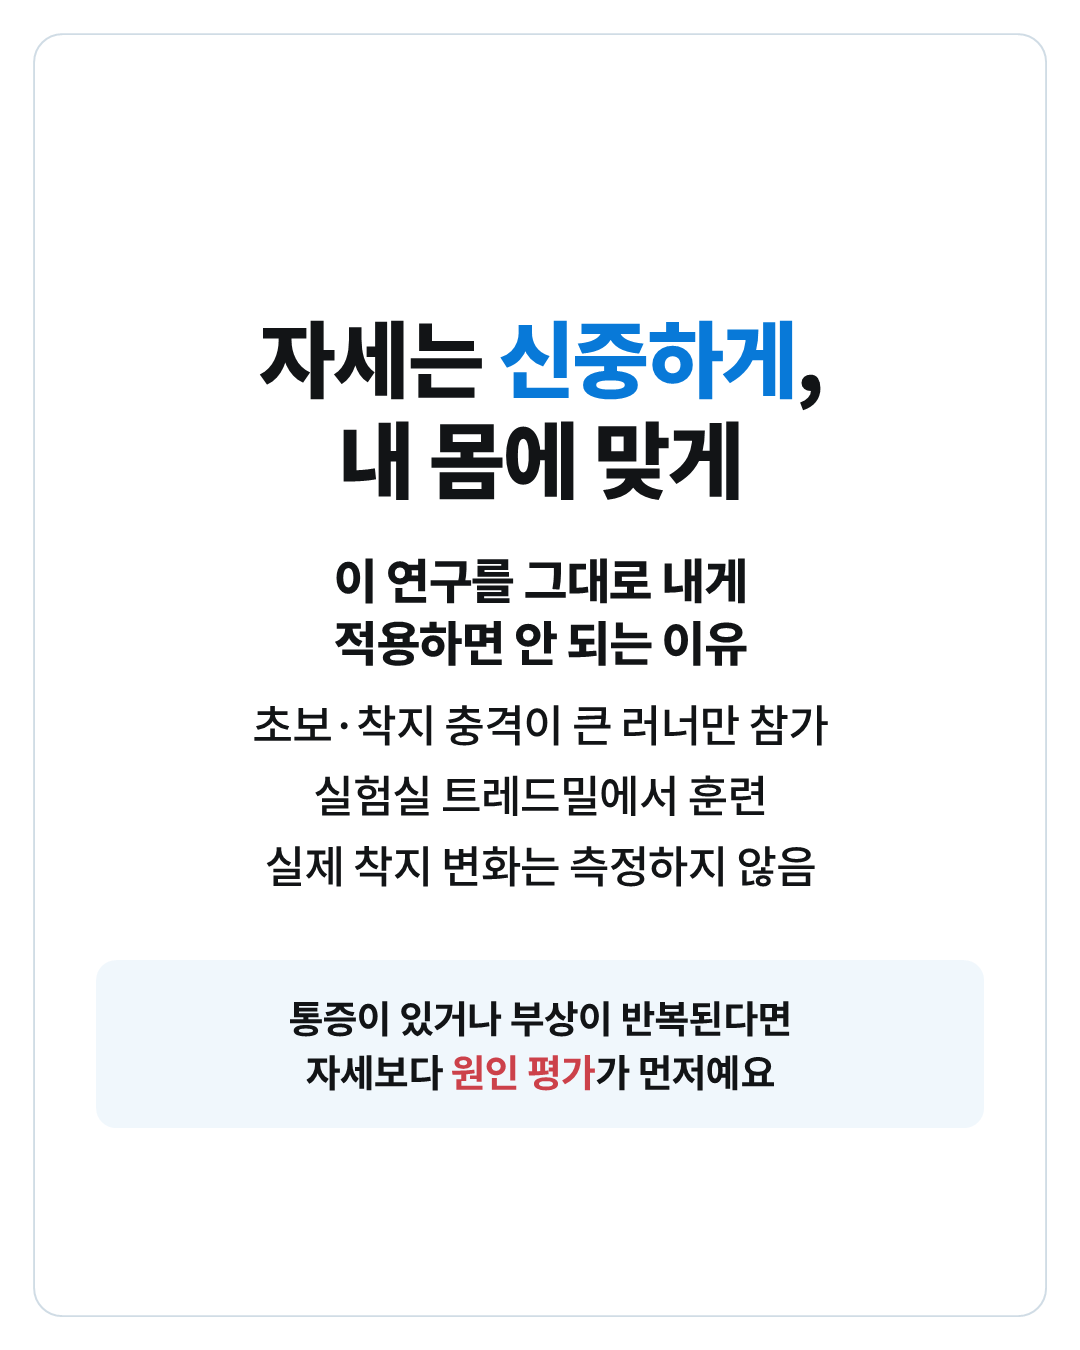 자세는 신중하게,
내 몸에 맞게
이 연구를 그대로 내게
적용하면 안 되는 이유
초보·착지 충격이 큰 러너만 참가
실험실 트레드밀에서 훈련
실제 착지 변화는 측정하지 않음
통증이 있거나 부상이 반복된다면
자세보다 원인 평가가 먼저예요